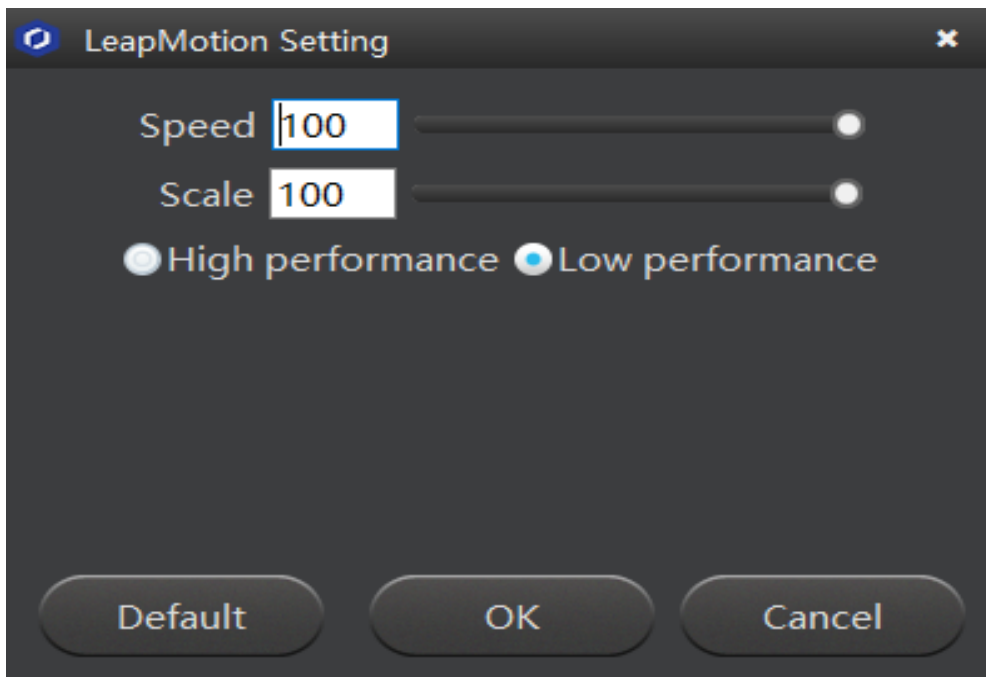 LeapMotion Setting
Speed 100
Scale 100
High performance Low performance
Default OK Cancel